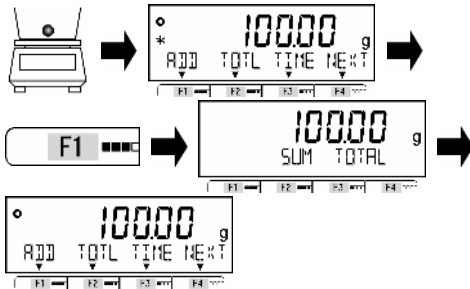 100.00 g
*
ADD TOTL TIME NEXT
F1 F2 F3 F4
F1
100.00 g
SUM TOTAL
F1 F2 F3 F4
100.00 g
ADD TOTL TIME NEXT
F1 F2 F3 F4